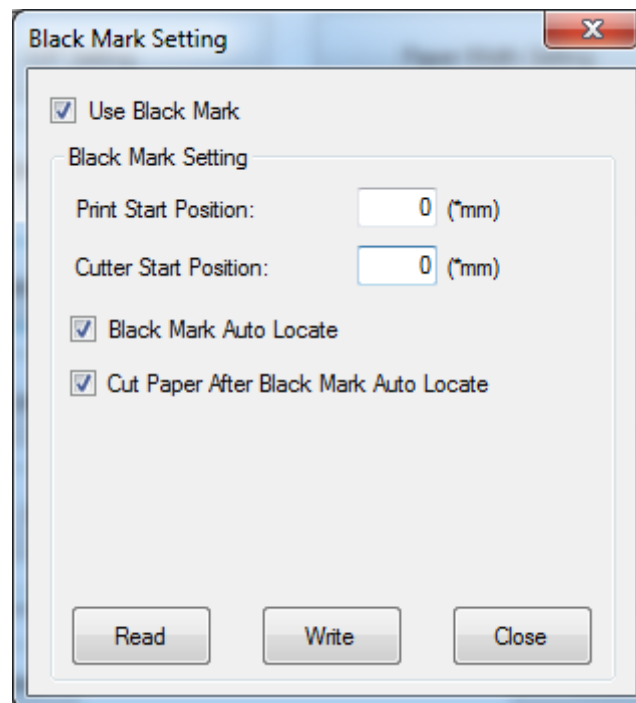 Black Mark Setting
Use Black Mark
Black Mark Setting
Print Start Position: 0 (*mm)
Cutter Start Position: 0 (*mm)
Black Mark Auto Locate
Cut Paper After Black Mark Auto Locate
Read Write Close